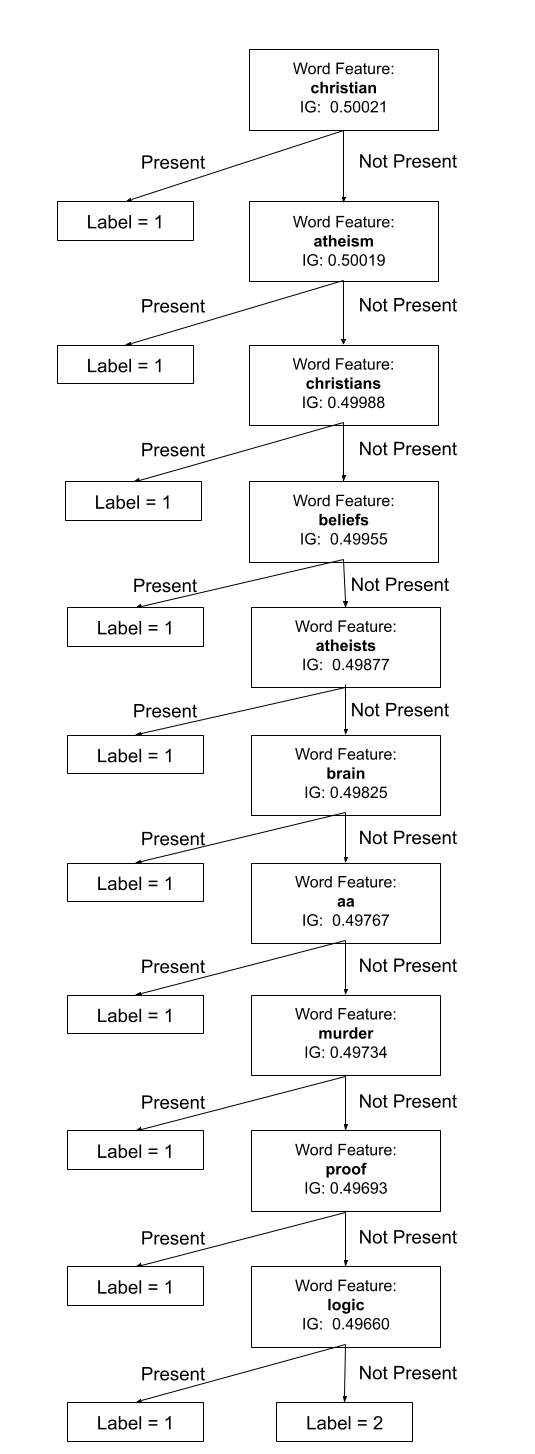 Word Feature:
christian
IG: 0.50021
Present
Not Present
Label = 1
Word Feature:
atheism
IG: 0.50019
Present
Not Present
Label = 1
Word Feature:
christians
IG: 0.49988
Present
Not Present
Label = 1
Word Feature:
beliefs
IG: 0.49955
Present
Not Present
Label = 1
Word Feature:
atheists
IG: 0.49877
Present
Not Present
Label = 1
Word Feature:
brain
IG: 0.49825
Present
Not Present
Label = 1
Word Feature:
aa
IG: 0.49767
Present
Not Present
Label = 1
Word Feature:
murder
IG: 0.49734
Present
Not Present
Label = 1
Word Feature:
proof
IG: 0.49693
Present
Not Present
Label = 1
Word Feature:
logic
IG: 0.49660
Present
Not Present
Label = 1
Label = 2